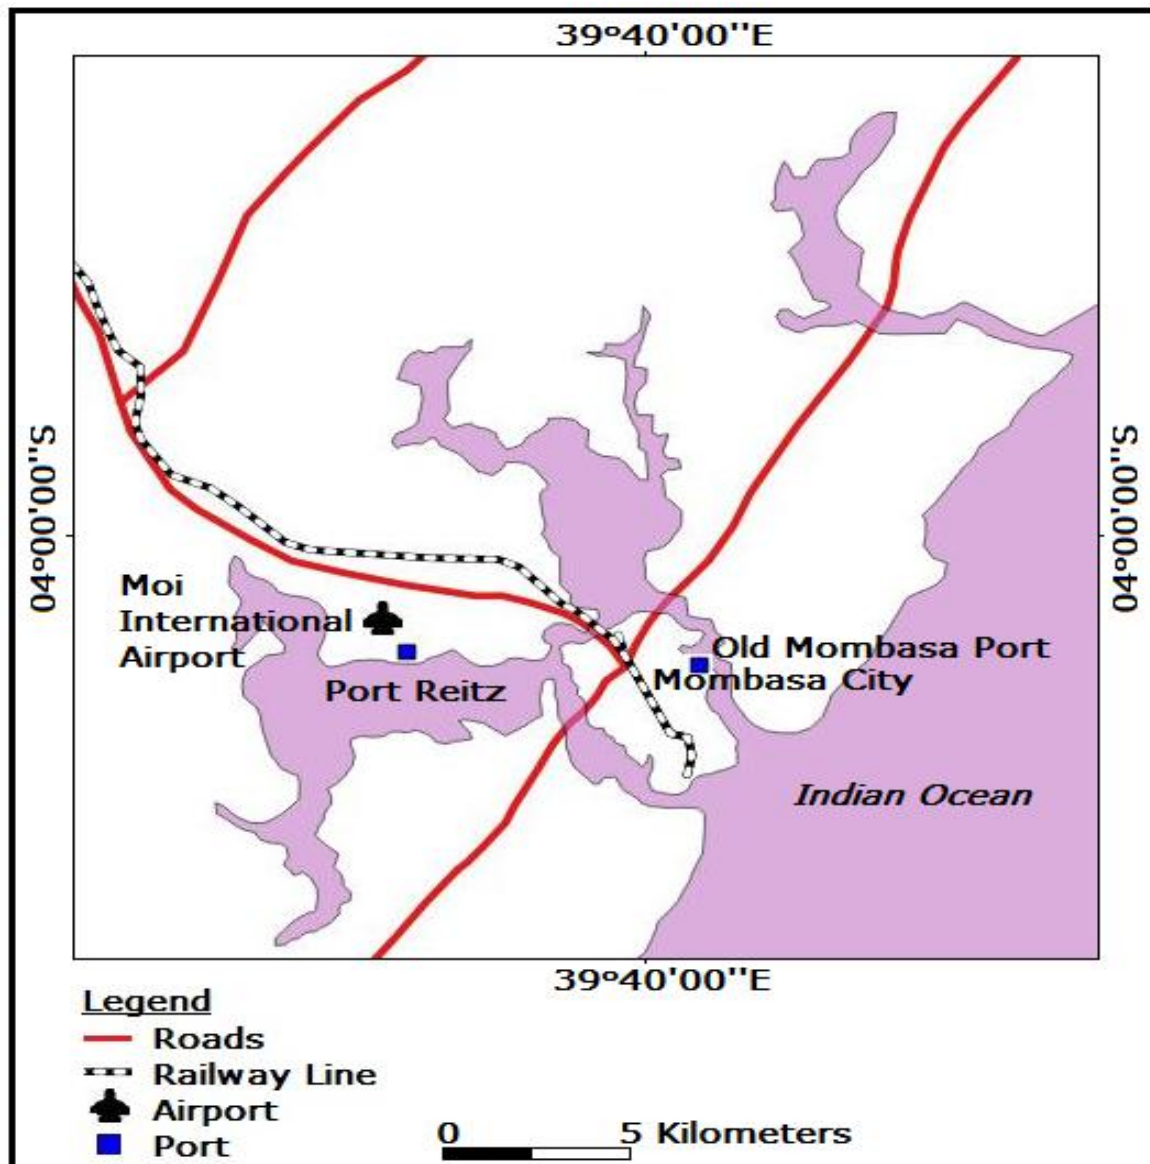 39°40'00"E
04°00'00"S
04°00'00"S
Moi
International
Airport
Port Reitz
Old Mombasa Port
Mombasa City
Indian Ocean
39°40'00"E
Legend
Roads
Railway Line
Airport
Port
0 5 Kilometers